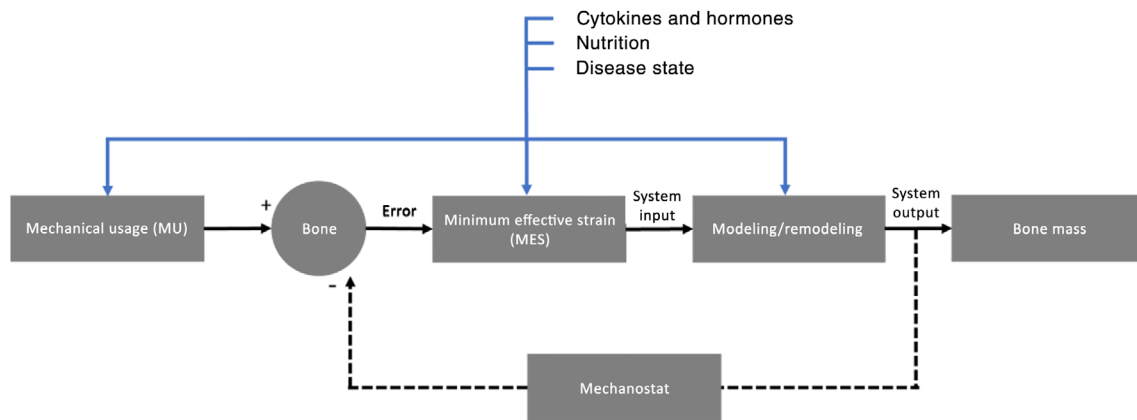 Cytokines and hormones
Nutrition
Disease state
Mechanical usage (MU)
+
Bone
−
Error
Minimum effective strain
(MES)
System
input
Modeling/remodeling
System
output
Bone mass
Mechanostat